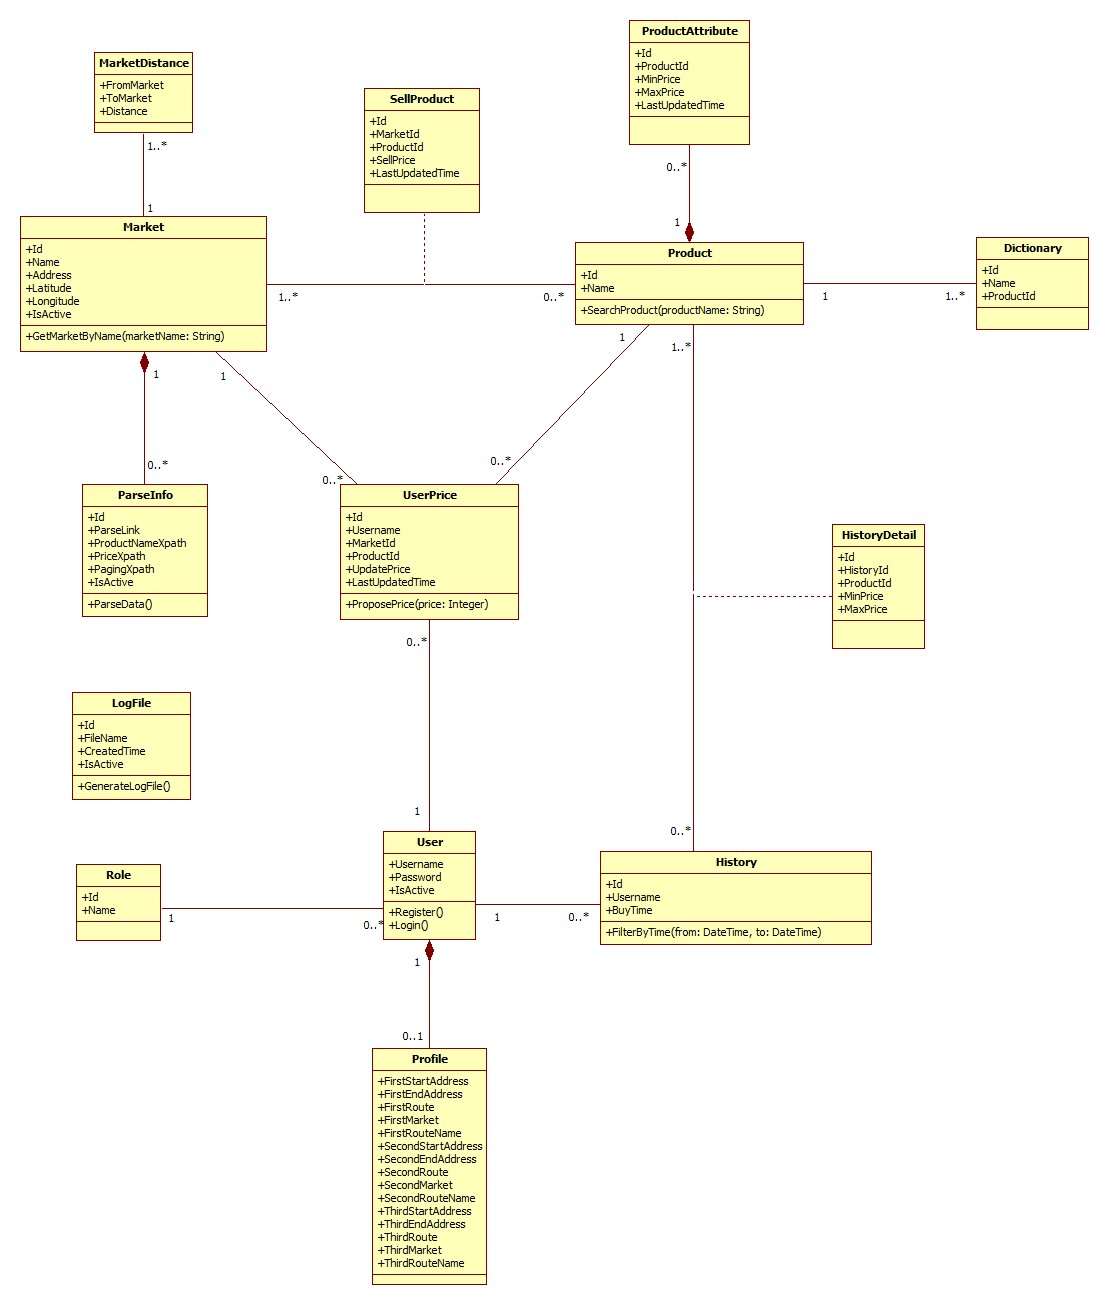 ProductAttribute
+Id
+ProductId
+MinPrice
+MaxPrice
+LastUpdatedTime
MarketDistance
+FromMarket
+ToMarket
+Distance
SellProduct
+Id
+MarketId
+ProductId
+SellPrice
+LastUpdatedTime
1..*
1
0..*
1
Market
+Id
+Name
+Address
+Latitude
+Longitude
+IsActive
+GetMarketByName(marketName: String)
1..*
0..*
Product
+Id
+Name
+SearchProduct(productName: String)
1
1..*
Dictionary
+Id
+Name
+ProductId
1
1
1
1..*
0..*
0..*
0..*
ParseInfo
+Id
+ParseLink
+ProductNameXpath
+PriceXpath
+PagingXpath
+IsActive
+ParseData()
UserPrice
+Id
+Username
+MarketId
+ProductId
+UpdatePrice
+LastUpdatedTime
+ProposePrice(price: Integer)
HistoryDetail
+Id
+HistoryId
+ProductId
+MinPrice
+MaxPrice
0..*
LogFile
+Id
+FileName
+CreatedTime
+IsActive
+GenerateLogFile()
1
0..*
Role
+Id
+Name
1
0..*
User
+Username
+Password
+IsActive
+Register()
+Login()
1
0..*
History
+Id
+Username
+BuyTime
+FilterByTime(from: DateTime, to: DateTime)
1
0..1
Profile
+FirstStartAddress
+FirstEndAddress
+FirstRoute
+FirstMarket
+FirstRouteName
+SecondStartAddress
+SecondEndAddress
+SecondRoute
+SecondMarket
+SecondRouteName
+ThirdStartAddress
+ThirdEndAddress
+ThirdRoute
+ThirdMarket
+ThirdRouteName